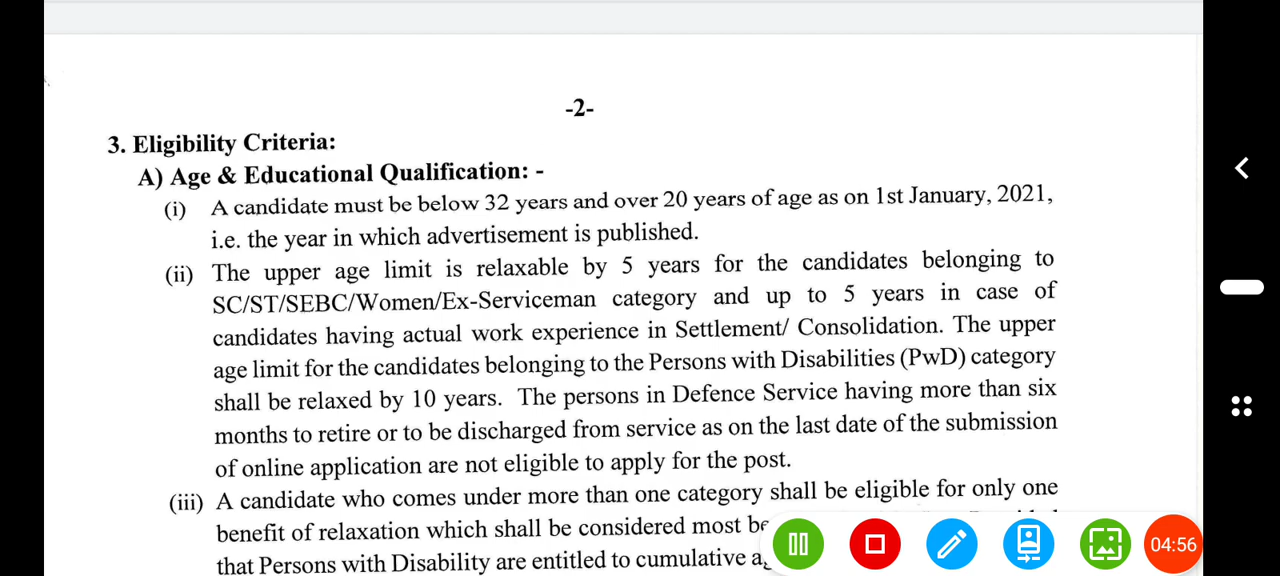 -2-
3. Eligibility Criteria:
A) Age & Educational Qualification: -
(i) A candidate must be below 32 years and over 20 years of age as on 1st January, 2021,
i.e. the year in which advertisement is published.
(ii) The upper age limit is relaxable by 5 years for the candidates belonging to
SC/ST/SEBC/Women/Ex-Serviceman category and up to 5 years in case of
candidates having actual work experience in Settlement/ Consolidation. The upper
age limit for the candidates belonging to the Persons with Disabilities (PwD) category
shall be relaxed by 10 years. The persons in Defence Service having more than six
months to retire or to be discharged from service as on the last date of the submission
of online application are not eligible to apply for the post.
(iii) A candidate who comes under more than one category shall be eligible for only one
benefit of relaxation which shall be considered most
that Persons with Disability are entitled to cumulative
04:56